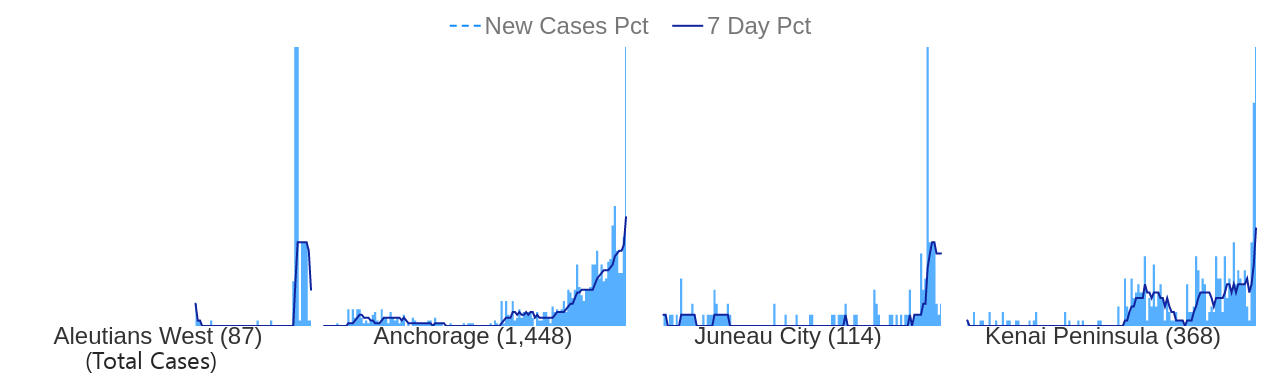 New Cases Pct 7 Day Pct
Aleutians West (87) Anchorage (1,448) Juneau City (114) Kenai Peninsula (368)
(Total Cases)